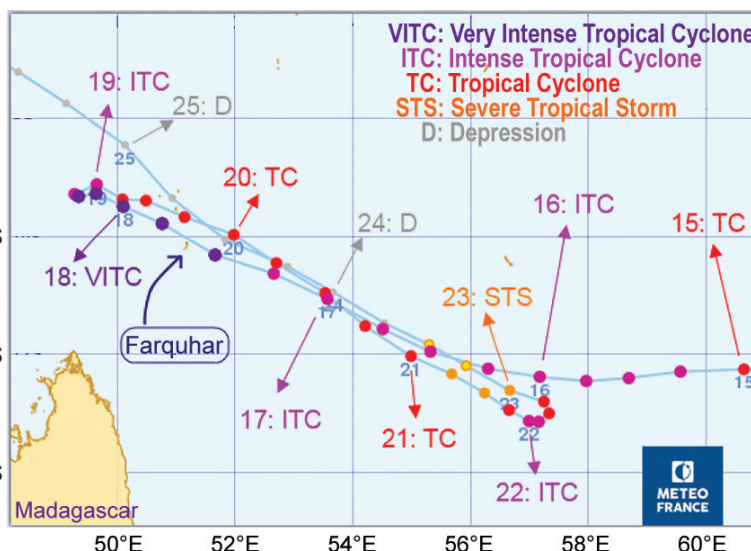 VITC: Very Intense Tropical Cyclone
ITC: Intense Tropical Cyclone
TC: Tropical Cyclone
STS: Severe Tropical Storm
D: Depression
19: ITC
25: D
25
20: TC
16: ITC
15: TC
19
18
20
24: D
18: VITC
23: STS
Farquhar
24
17
21
16
15
23
17: ITC
22
21: TC
22: ITC
METEO
FRANCE
Madagascar
50°E
52°E
54°E
56°E
58°E
60°E